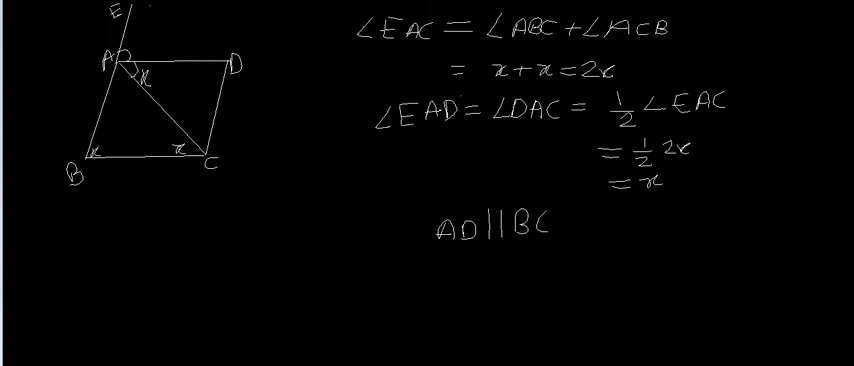 E
∠EAC = ∠ABC + ∠ACB
A
D
x
= x + x = 2x
∠EAD = ∠DAC = 1/2 ∠EAC
= 1/2 2x
x
x
C
B
= x
AD || BC